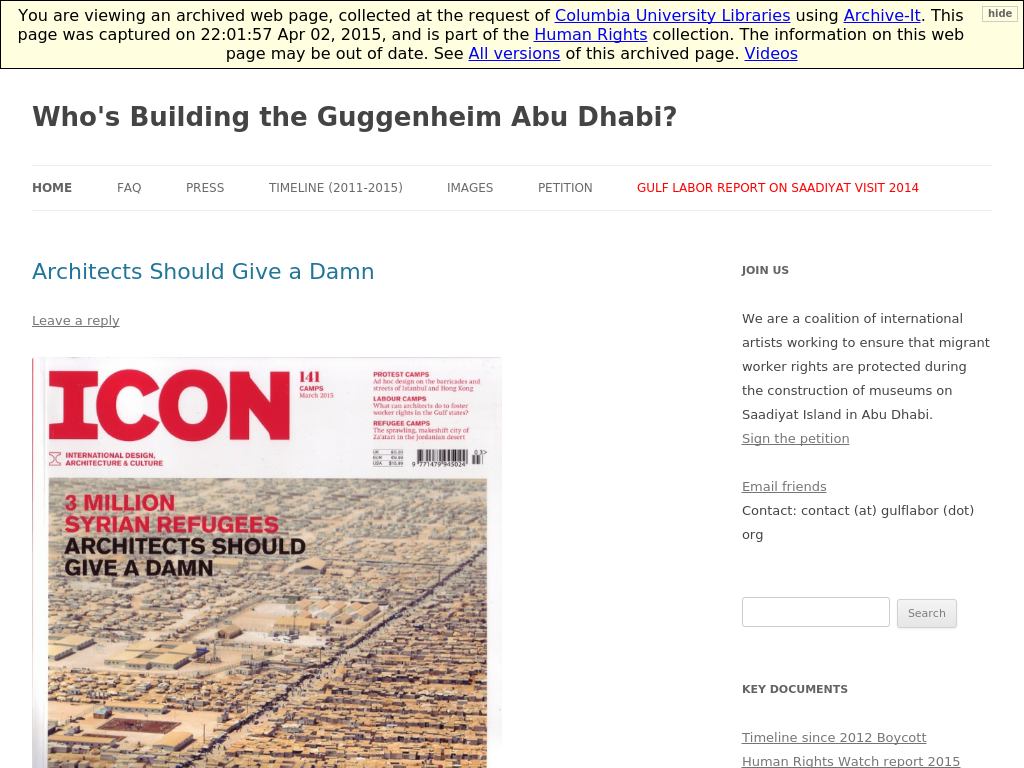 You are viewing an archived web page, collected at the request of Columbia University Libraries using Archive-It. This
page was captured on 22:01:57 Apr 02, 2015, and is part of the Human Rights collection. The information on this web
page may be out of date. See All versions of this archived page. Videos
hide
Who's Building the Guggenheim Abu Dhabi?
HOME
FAQ
PRESS
TIMELINE (2011-2015)
IMAGES
PETITION
GULF LABOR REPORT ON SAADIYAT VISIT 2014
Architects Should Give a Damn
Leave a reply
ICON
141
CAMPS
March 2015
PROTEST CAMPS
Ad hoc design on the barricades and
streets of Istanbul and Hong Kong
LABOUR CAMPS
What can architects do to foster
worker rights in the Gulf states?
REFUGEE CAMPS
The sprawling, makeshift city of
Za'atari in the Jordanian desert
INTERNATIONAL DESIGN,
ARCHITECTURE & CULTURE
9 771479 945024
03>
3 MILLION
SYRIAN REFUGEES
ARCHITECTS SHOULD
GIVE A DAMN
JOIN US
We are a coalition of international
artists working to ensure that migrant
worker rights are protected during
the construction of museums on
Saadiyat Island in Abu Dhabi.
Sign the petition
Email friends
Contact: contact (at) gulflabor (dot)
org
Search
KEY DOCUMENTS
Timeline since 2012 Boycott
Human Rights Watch report 2015